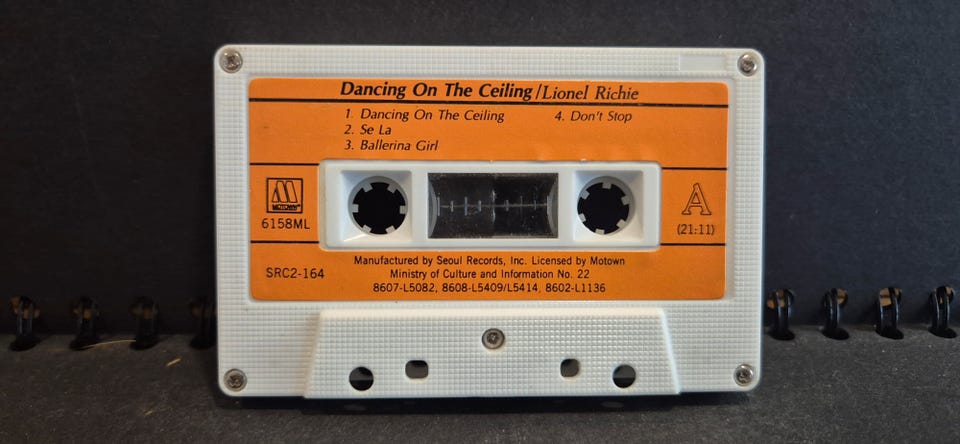 Dancing On The Ceiling/Lionel Richie
1. Dancing On The Ceiling
2. Se La
3. Ballerina Girl
4. Don't Stop
M
MOTOWN
6158ML
A
(21:11)
SRC2-164
Manufactured by Seoul Records, Inc. Licensed by Motown
Ministry of Culture and Information No. 22
8607-L5082, 8608-L5409/L5414, 8602-L1136